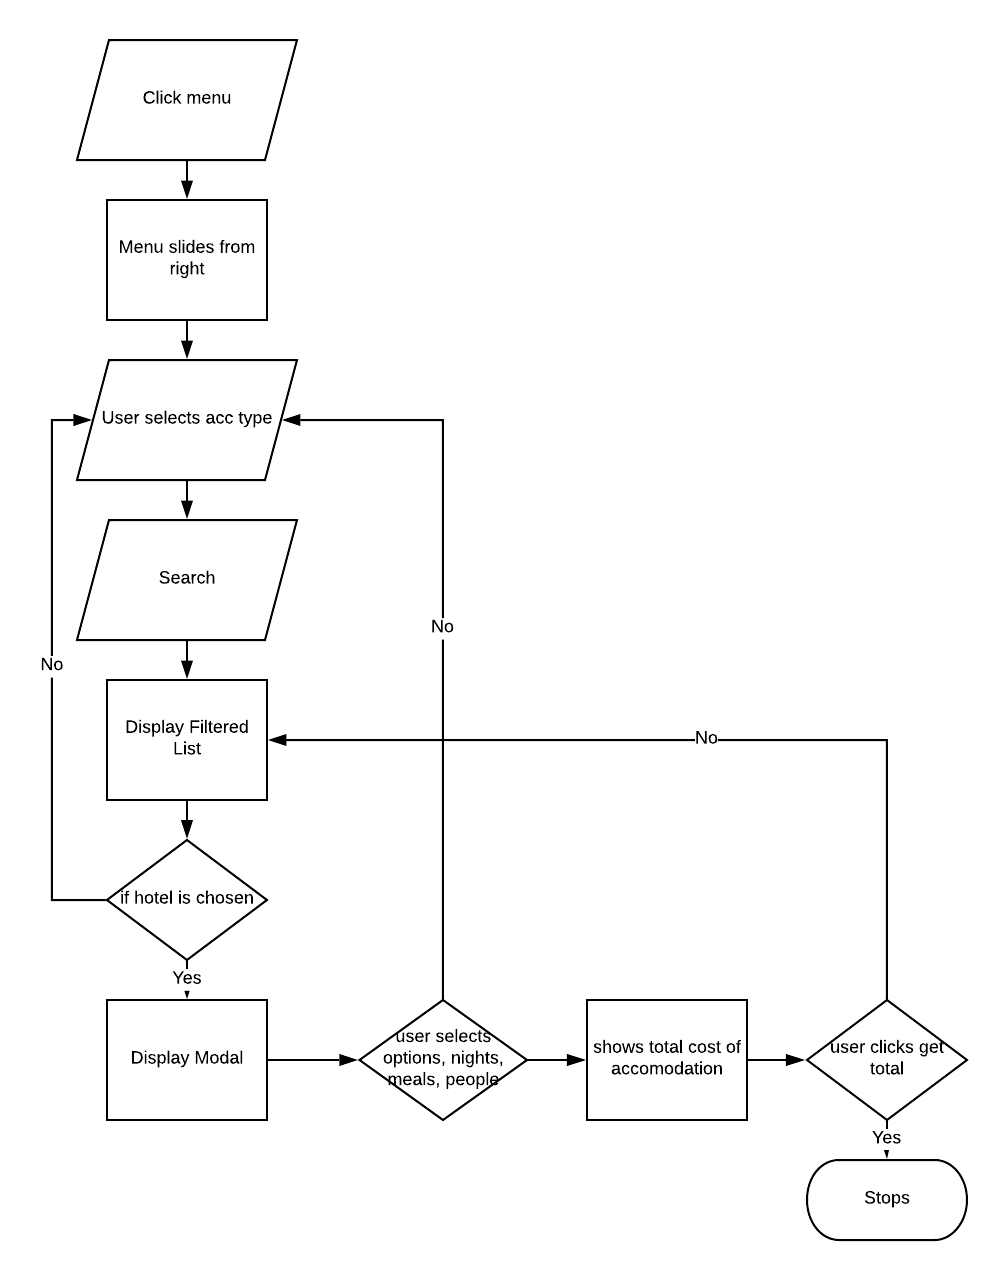 Click menu
Menu slides from
right
User selects acc type
Search
No
No
Display Filtered
List
No
if hotel is chosen
Yes
Display Modal
user selects
options, nights,
meals, people
shows total cost of
accomodation
user clicks get
total
Yes
Stops